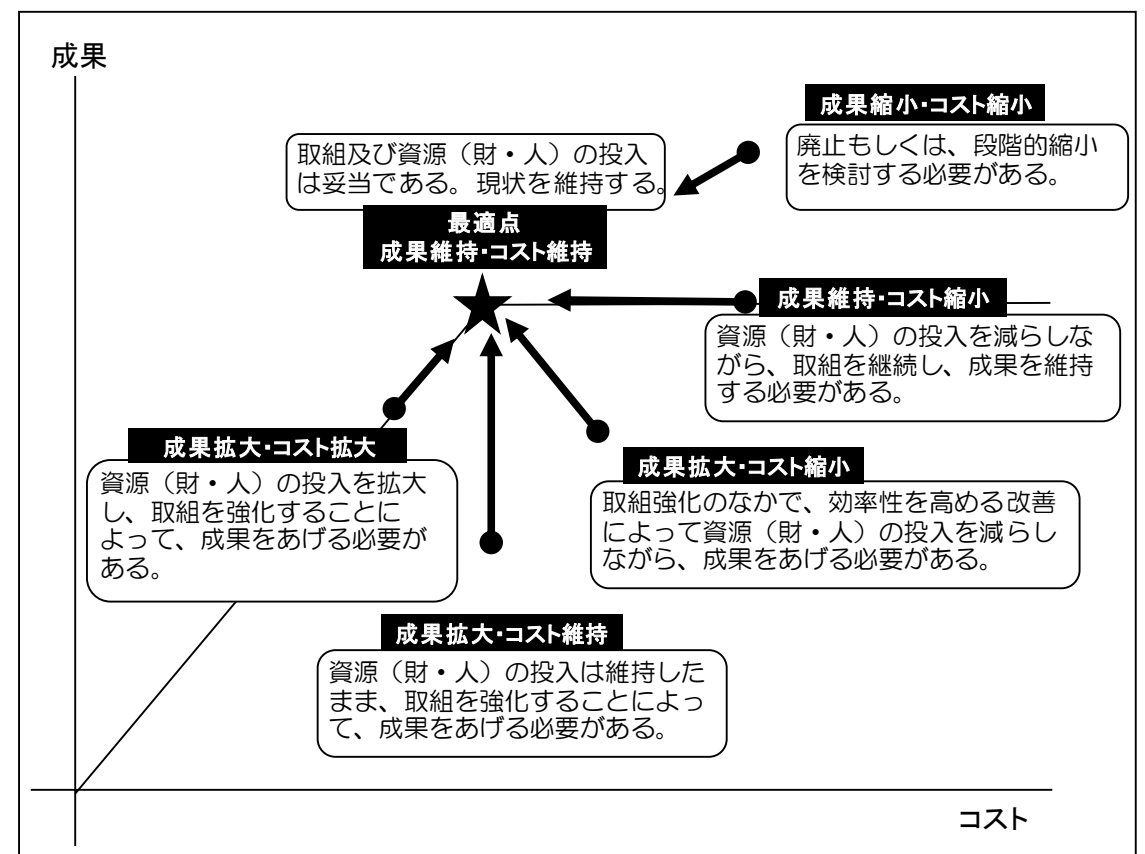 成果
成果縮小・コスト縮小
廃止もしくは、段階的縮小
を検討する必要がある。
取組及び資源（財・人）の投入
は妥当である。現状を維持する。
最適点
成果維持・コスト維持
成果維持・コスト縮小
資源（財・人）の投入を減らしな
がら、取組を継続し、成果を維持
する必要がある。
成果拡大・コスト拡大
資源（財・人）の投入を拡大
し、取組を強化することに
よって、成果をあげる必要が
ある。
成果拡大・コスト縮小
取組強化のなかで、効率性を高める改善
によって資源（財・人）の投入を減らし
ながら、成果をあげる必要がある。
成果拡大・コスト維持
資源（財・人）の投入は維持した
まま、取組を強化することによっ
て、成果をあげる必要がある。
コスト